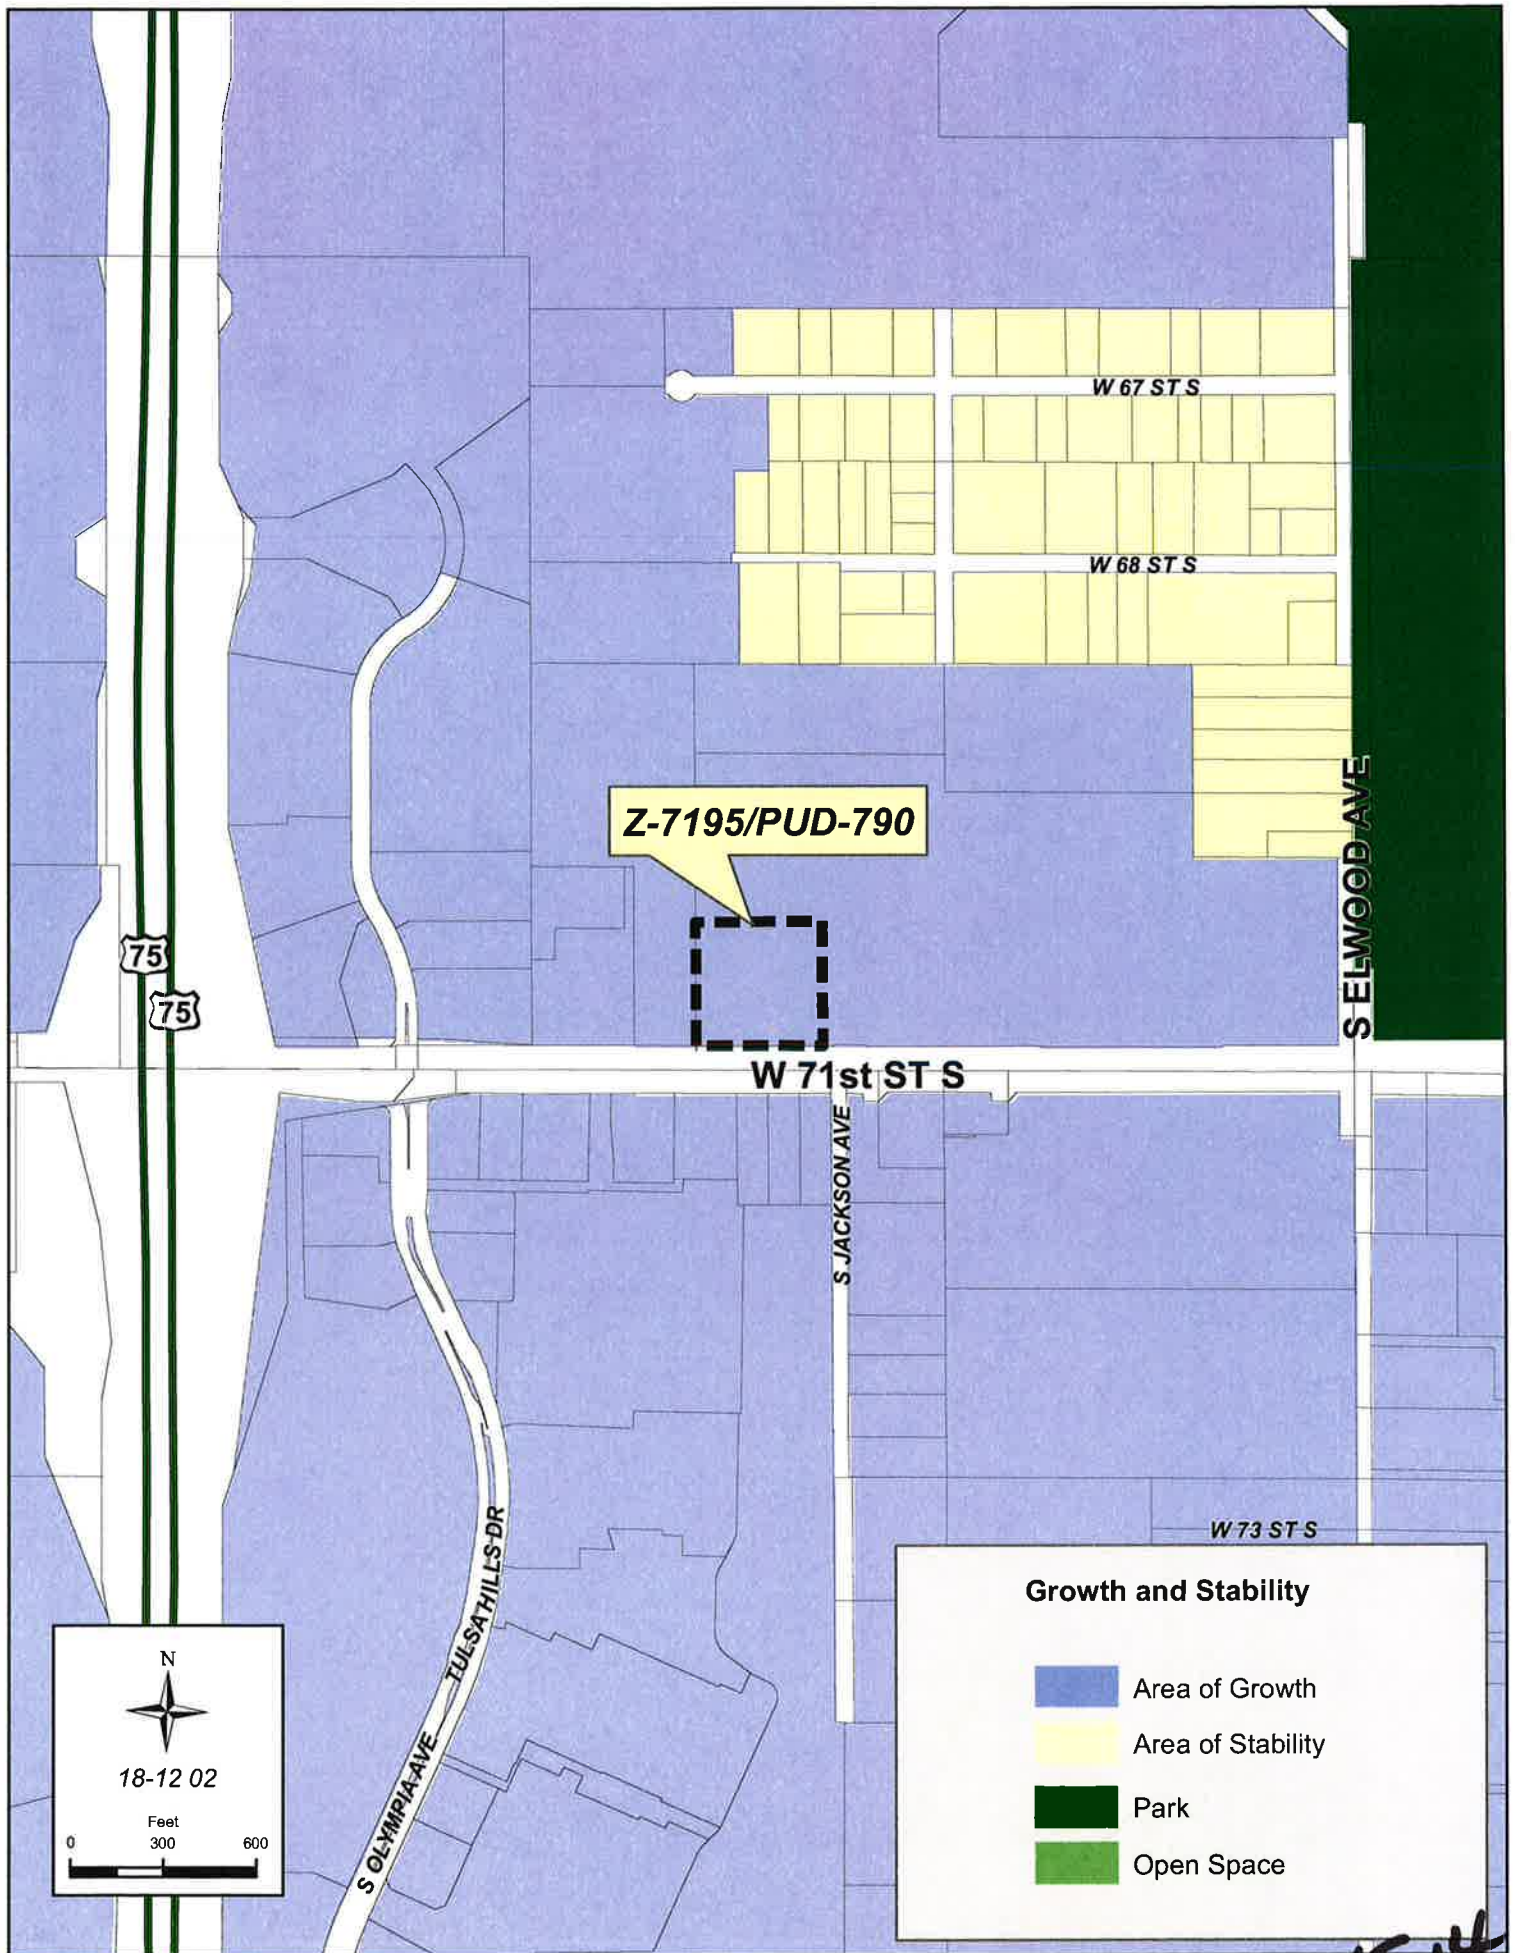 W 67 ST S
W 68 ST S
Z-7195/PUD-790
S ELWOOD AVE
75
75
W 71st ST S
S JACKSON AVE
W 73 ST S
TULSA HILLS DR
S OLYMPIA AVE
N
18-12 02
Feet
0 300 600
Growth and Stability
Area of Growth
Area of Stability
Park
Open Space